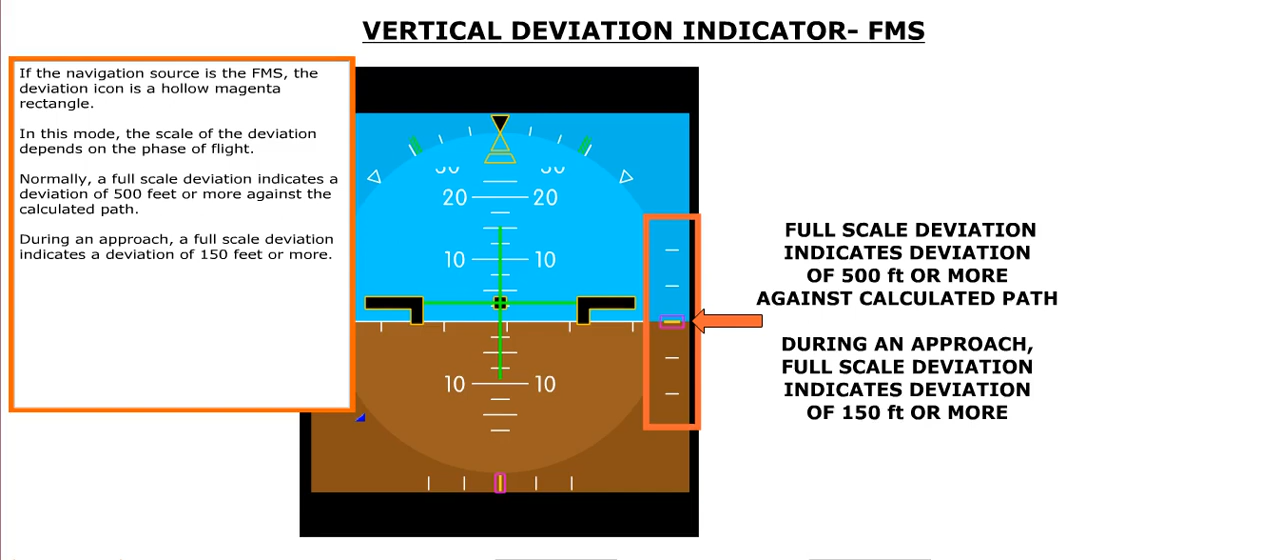 VERTICAL DEVIATION INDICATOR- FMS
If the navigation source is the FMS, the
deviation icon is a hollow magenta
rectangle.
In this mode, the scale of the deviation
depends on the phase of flight.
Normally, a full scale deviation indicates a
deviation of 500 feet or more against the
calculated path.
During an approach, a full scale deviation
indicates a deviation of 150 feet or more.
20 20
10 10
10 10
FULL SCALE DEVIATION
INDICATES DEVIATION
OF 500 ft OR MORE
AGAINST CALCULATED PATH
DURING AN APPROACH,
FULL SCALE DEVIATION
INDICATES DEVIATION
OF 150 ft OR MORE